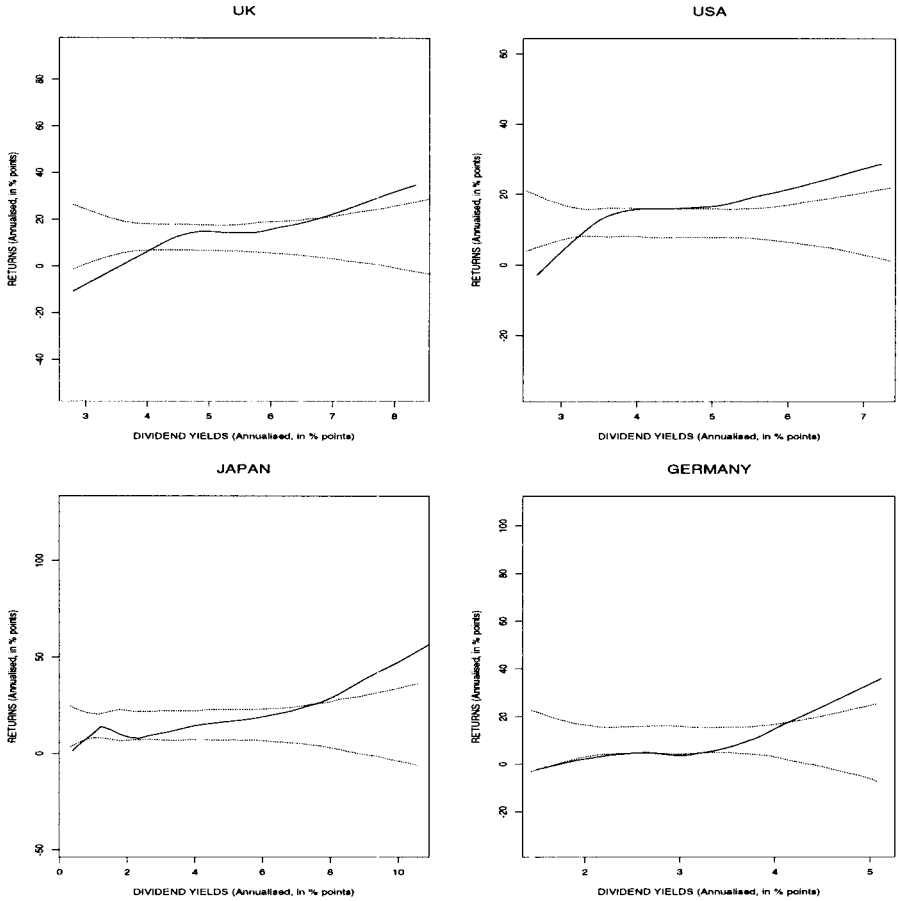 UK
80
60
40
20
0
-20
-40
RETURNS (Annualised, in % points)
3 4 5 6 7 8
DIVIDEND YIELDS (Annualised, in % points)
USA
60
40
20
0
-20
RETURNS (Annualised, in % points)
3 4 5 6 7
DIVIDEND YIELDS (Annualised, in % points)
JAPAN
100
50
0
-50
RETURNS (Annualised, in % points)
0 2 4 6 8 10
DIVIDEND YIELDS (Annualised, in % points)
GERMANY
100
80
60
40
20
0
-20
RETURNS (Annualised, in % points)
2 3 4 5
DIVIDEND YIELDS (Annualised, in % points)